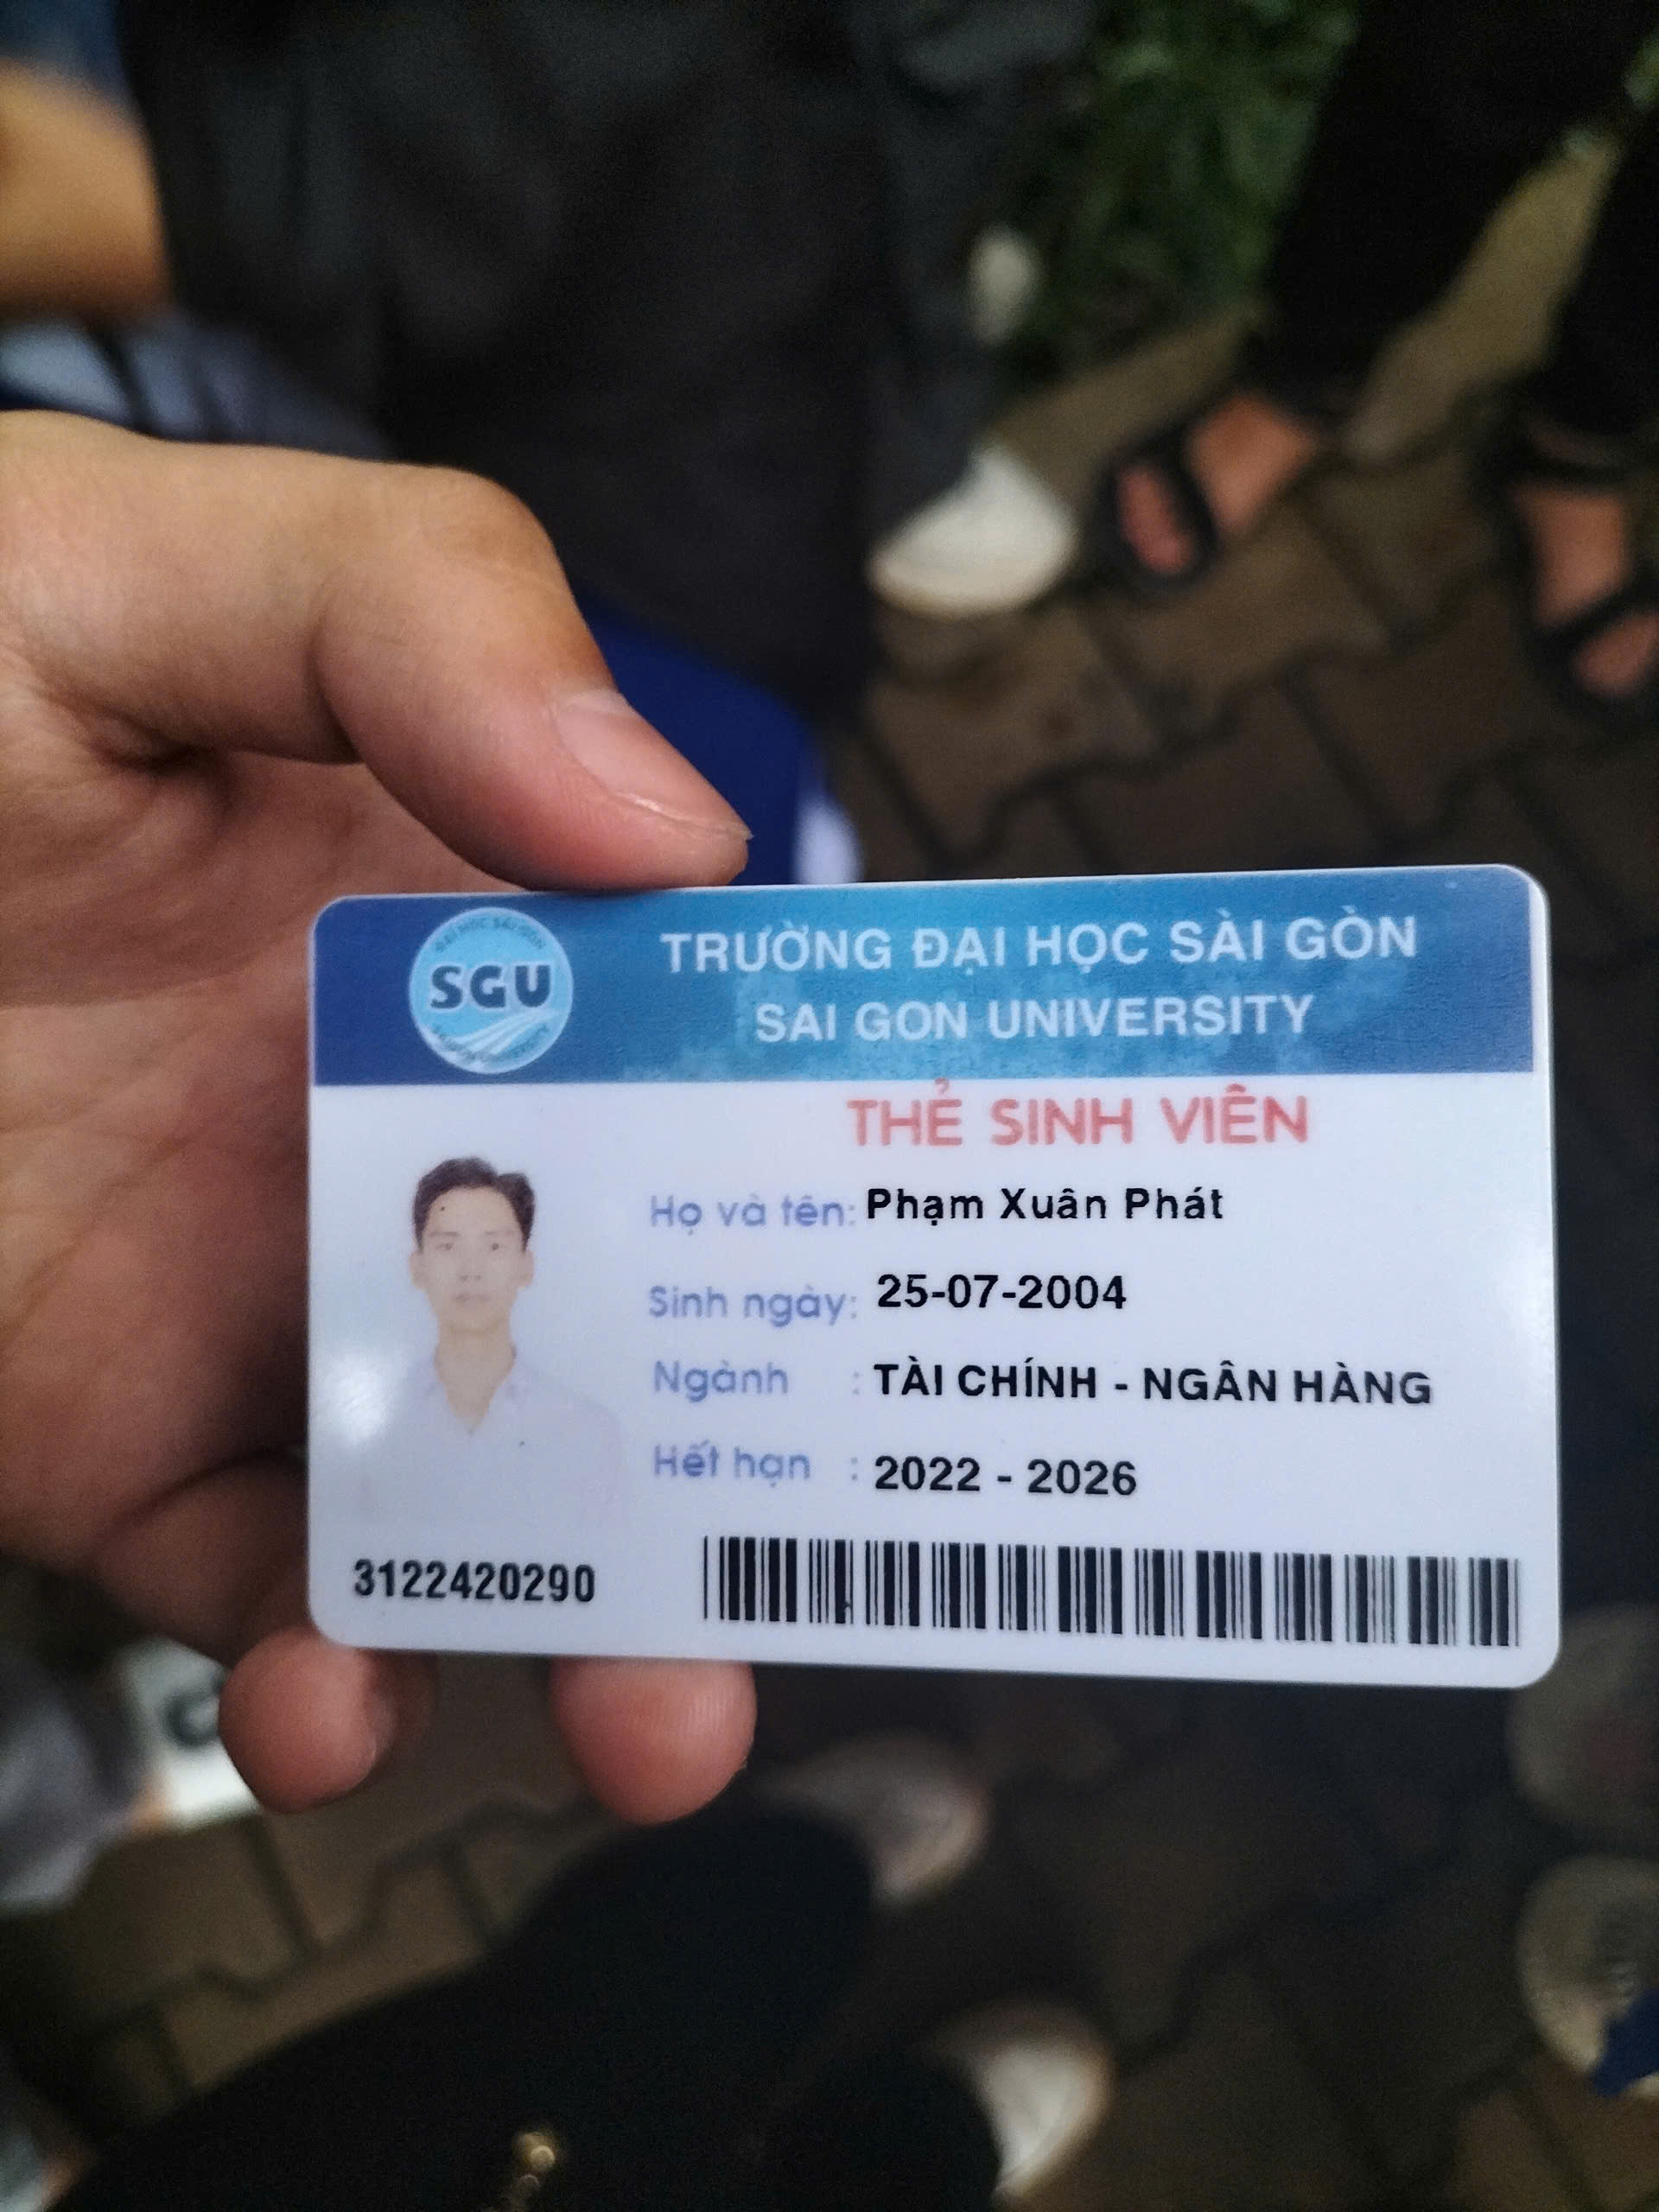 SGU
TRƯỜNG ĐẠI HỌC SÀI GÒN
SAI GON UNIVERSITY
THẺ SINH VIÊN
Họ và tên: Phạm Xuân Phát
Sinh ngày: 25-07-2004
Ngành : TÀI CHÍNH - NGÂN HÀNG
Hết hạn : 2022 - 2026
3122420290